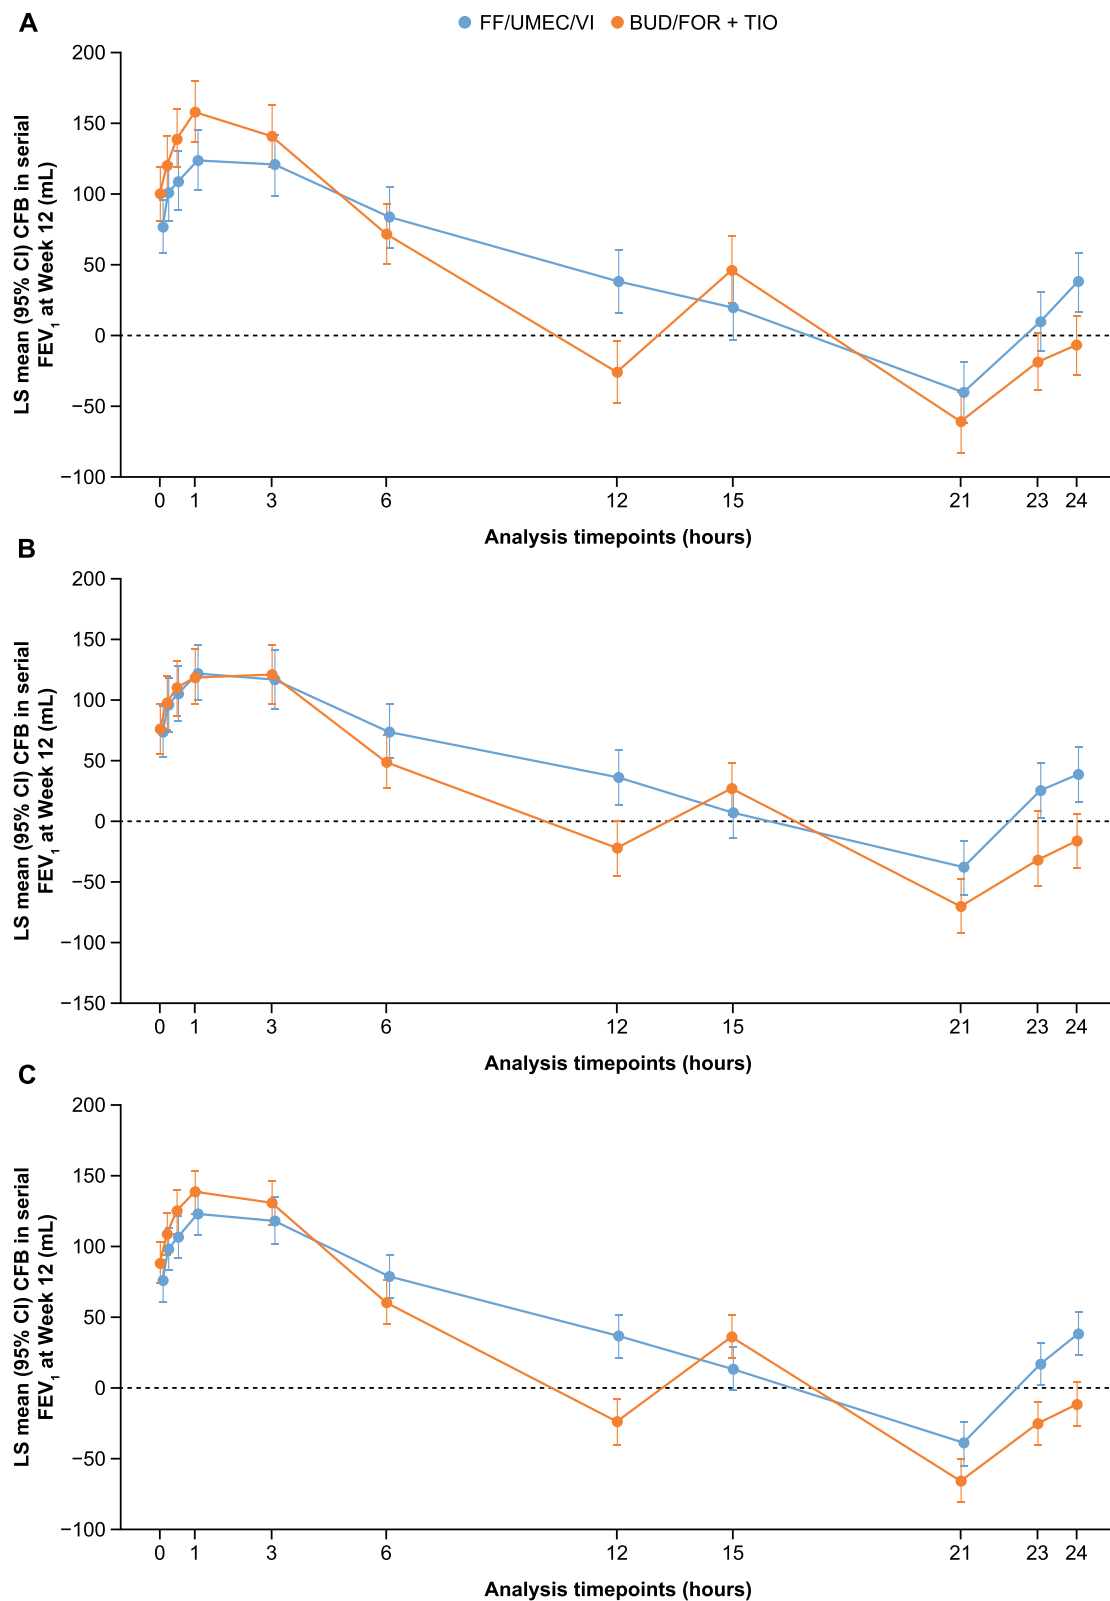 A
FF/UMEC/VI BUD/FOR + TIO
LS mean (95% CI) CFB in serial
FEV1 at Week 12 (mL)
200
150
100
50
0
−50
−100
0 1 3 6 12 15 21 23 24
Analysis timepoints (hours)
B
LS mean (95% CI) CFB in serial
FEV1 at Week 12 (mL)
200
150
100
50
0
−50
−100
−150
0 1 3 6 12 15 21 23 24
Analysis timepoints (hours)
C
LS mean (95% CI) CFB in serial
FEV1 at Week 12 (mL)
200
150
100
50
0
−50
−100
0 1 3 6 12 15 21 23 24
Analysis timepoints (hours)